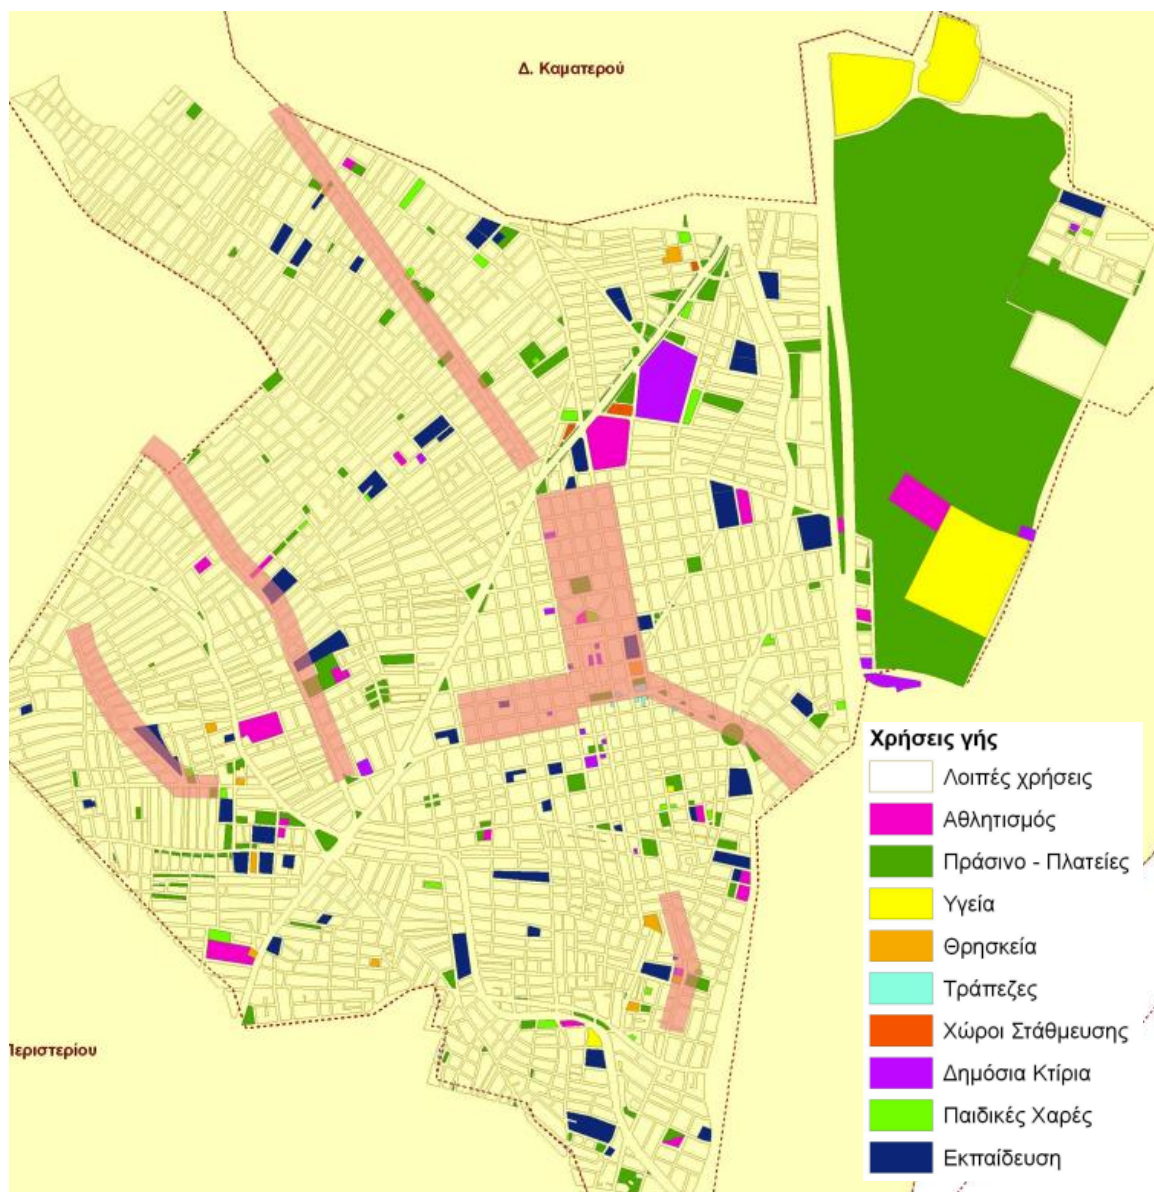 Δ. Καματερού
Περιστερίου
Χρήσεις γής
Λοιπές χρήσεις
Αθλητισμός
Πράσινο - Πλατείες
Υγεία
Θρησκεία
Τράπεζες
Χώροι Στάθμευσης
Δημόσια Κτίρια
Παιδικές Χαρές
Εκπαίδευση